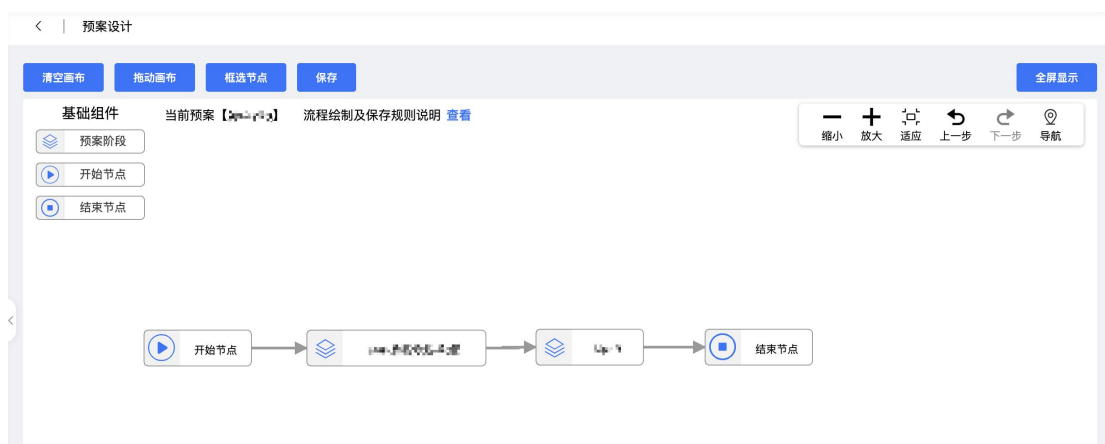 预案设计
清空画布 拖动画布 框选节点 保存 全屏显示
基础组件 当前预案【】 流程绘制及保存规则说明 查看
缩小 放大 适应 上一步 下一步 导航
预案阶段
开始节点
结束节点
开始节点 结束节点